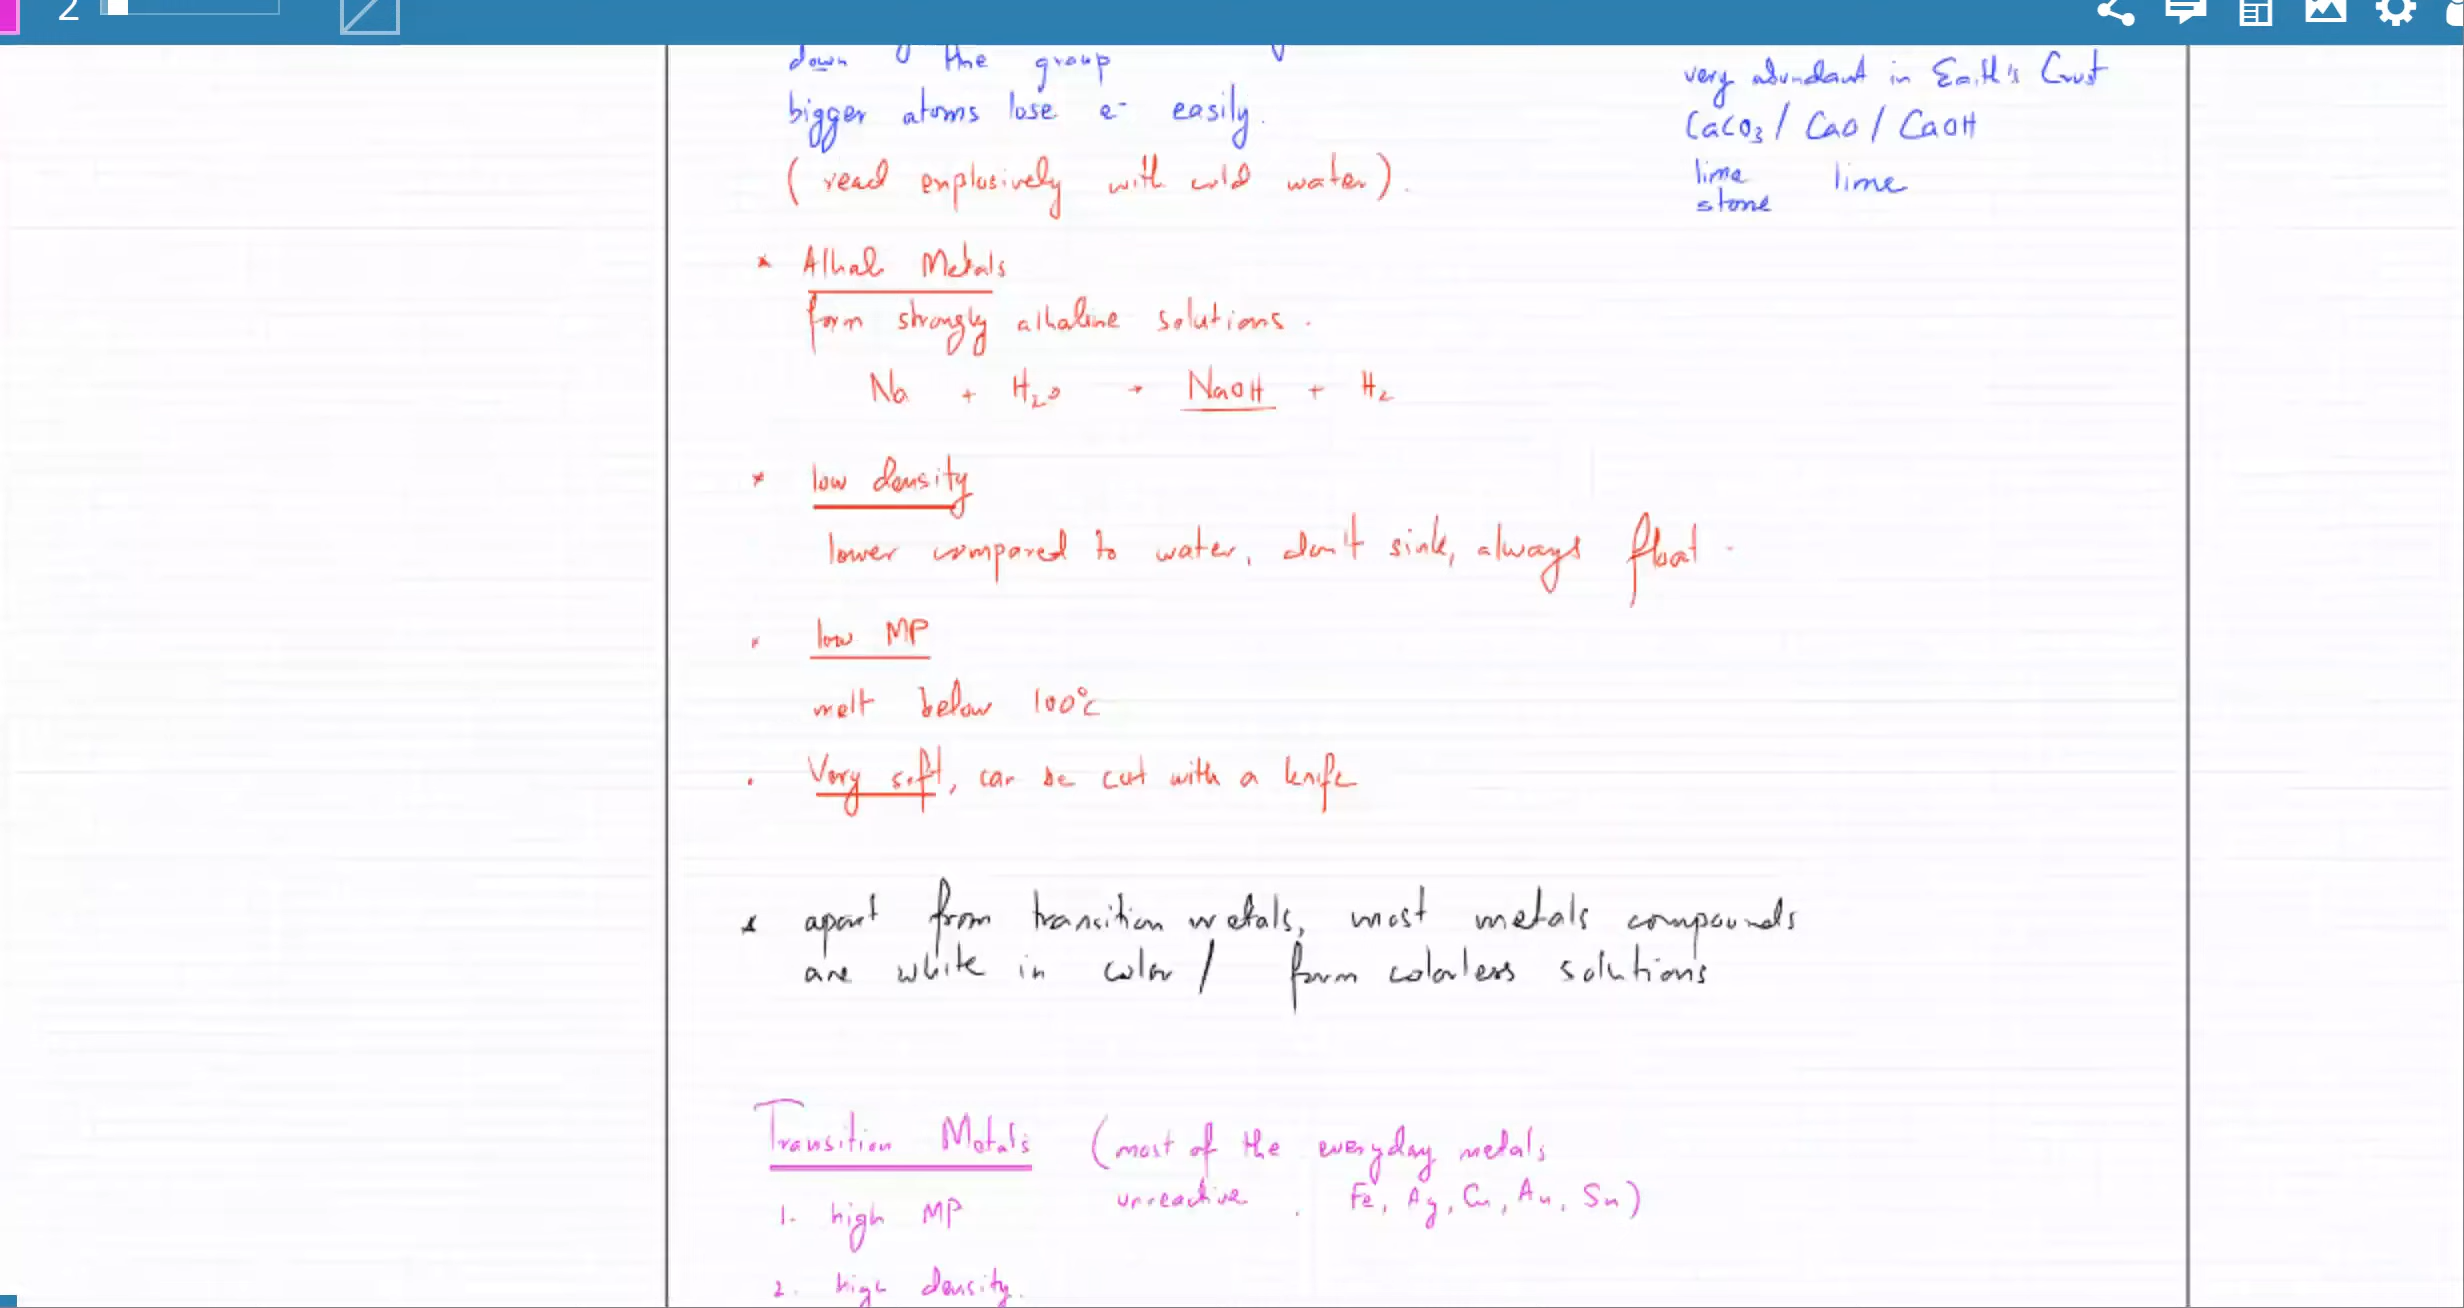 2
down the group
bigger atoms lose e- easily.
(react explosively with cold water).
very abundant in Earth's Crust
CaCO3 / CaO / CaOH
lime lime
stone
* Alkali Metals
form strongly alkaline solutions.
Na + H2O → NaOH + H2
* low density
lower compared to water, don't sink, always float.
· low MP
melt below 100°C
· Very soft, can be cut with a knife
* apart from transition metals, most metals compounds
are white in color / form colorless solutions
Transition Metals (most of the everyday metals
unreactive . Fe, Ag, Cu, Au, Sn)
1. high MP
2. high density.